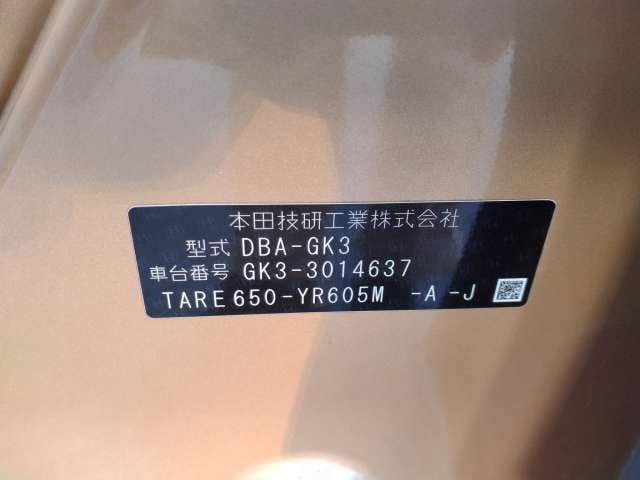 本田技研工業株式会社
型式 DBA-GK3
車台番号 GK3-3014637
TARE650-YR605M -A -J